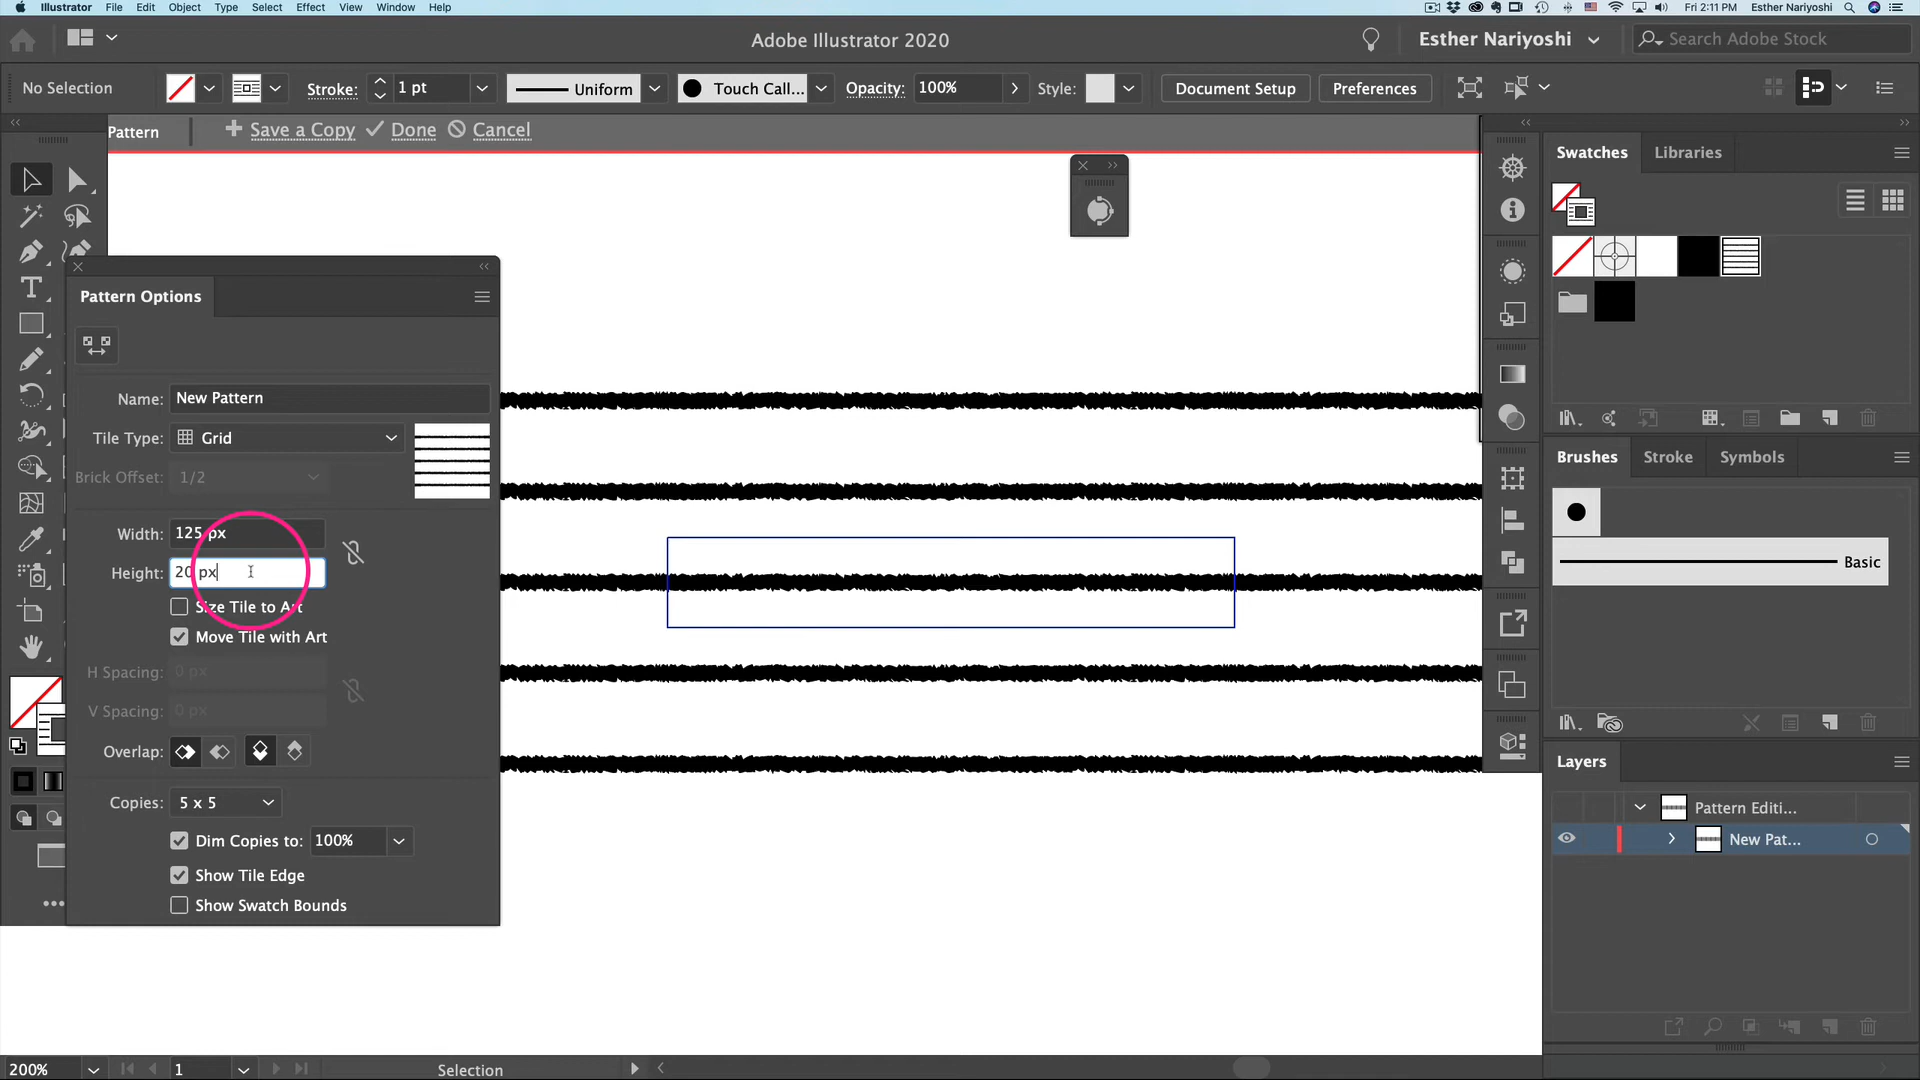 Illustrator File Edit Object Type Select Effect View Window Help
Fri 2:11 PM Esther Nariyoshi
Adobe Illustrator 2020
Esther Nariyoshi
Search Adobe Stock
No Selection
Stroke: 1 pt
Uniform
Touch Call...
Opacity: 100%
Style:
Document Setup
Preferences
Pattern
Save a Copy
Done
Cancel
Pattern Options
Name: New Pattern
Tile Type: Grid
Brick Offset: 1/2
Width: 125 px
Height: 20 px
Size Tile to Art
Move Tile with Art
H Spacing: 0 px
V Spacing: 0 px
Overlap:
Copies: 5 x 5
Dim Copies to: 100%
Show Tile Edge
Show Swatch Bounds
Swatches Libraries
Brushes Stroke Symbols
Basic
Layers
Pattern Editi...
New Pat...
200%
1
Selection